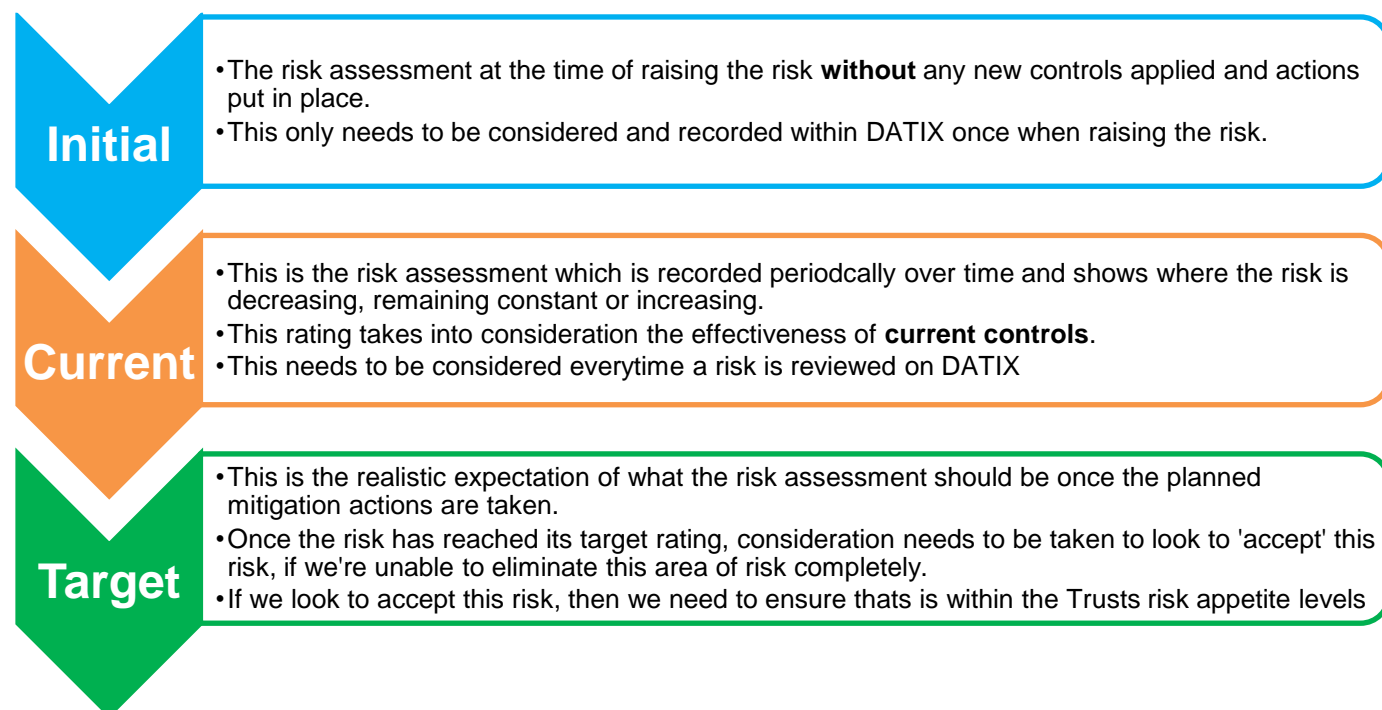 Initial
•The risk assessment at the time of raising the risk without any new controls applied and actions
put in place.
•This only needs to be considered and recorded within DATIX once when raising the risk.
Current
•This is the risk assessment which is recorded periodcally over time and shows where the risk is
decreasing, remaining constant or increasing.
•This rating takes into consideration the effectiveness of current controls.
•This needs to be considered everytime a risk is reviewed on DATIX
Target
•This is the realistic expectation of what the risk assessment should be once the planned
mitigation actions are taken.
•Once the risk has reached its target rating, consideration needs to be taken to look to 'accept' this
risk, if we're unable to eliminate this area of risk completely.
•If we look to accept this risk, then we need to ensure thats is within the Trusts risk appetite levels